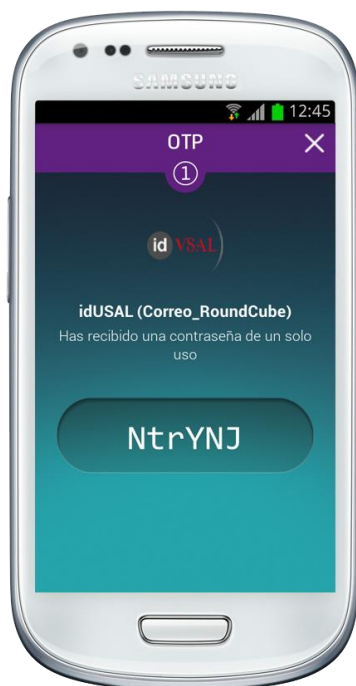 SAMSUNG
12:45
OTP
1
id VSAL
idUSAL (Correo_RoundCube)
Has recibido una contraseña de un solo
uso
NtrYNJ